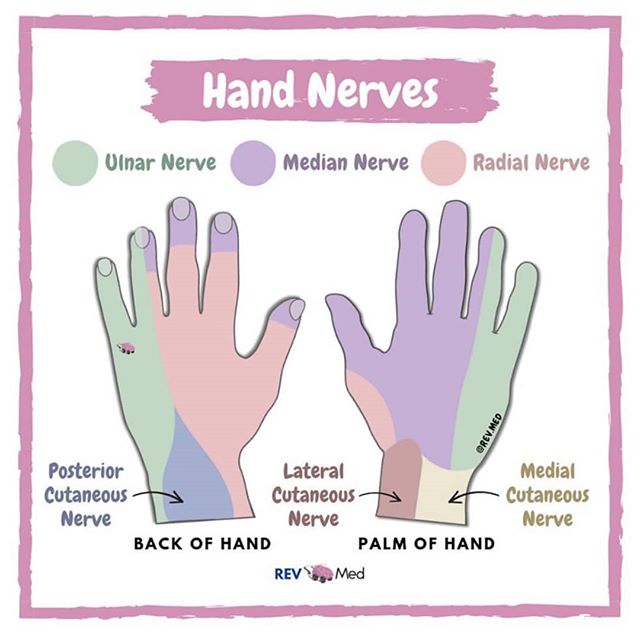 Hand Nerves
Ulnar Nerve
Median Nerve
Radial Nerve
@REV.MED
Posterior
Cutaneous
Nerve
Lateral
Cutaneous
Nerve
Medial
Cutaneous
Nerve
BACK OF HAND
PALM OF HAND
REV Med